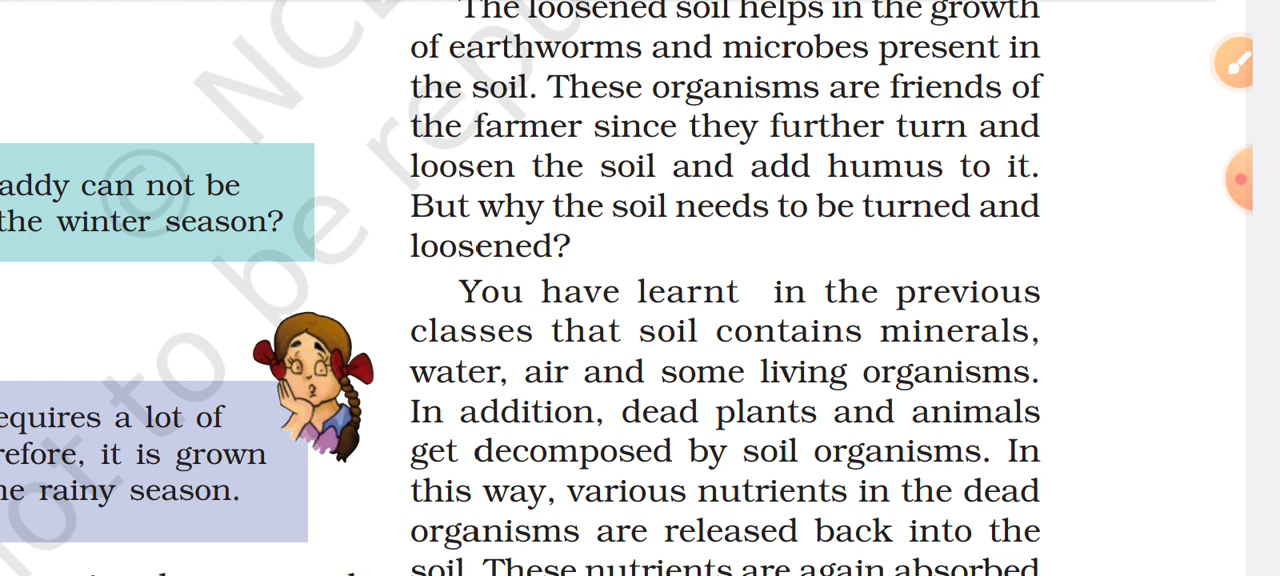 addy can not be
the winter season?
equires a lot of
refore, it is grown
he rainy season.
The loosened soil helps in the growth
of earthworms and microbes present in
the soil. These organisms are friends of
the farmer since they further turn and
loosen the soil and add humus to it.
But why the soil needs to be turned and
loosened?
You have learnt in the previous
classes that soil contains minerals,
water, air and some living organisms.
In addition, dead plants and animals
get decomposed by soil organisms. In
this way, various nutrients in the dead
organisms are released back into the
soil. These nutrients are again absorbed
© NCE
not to be rep